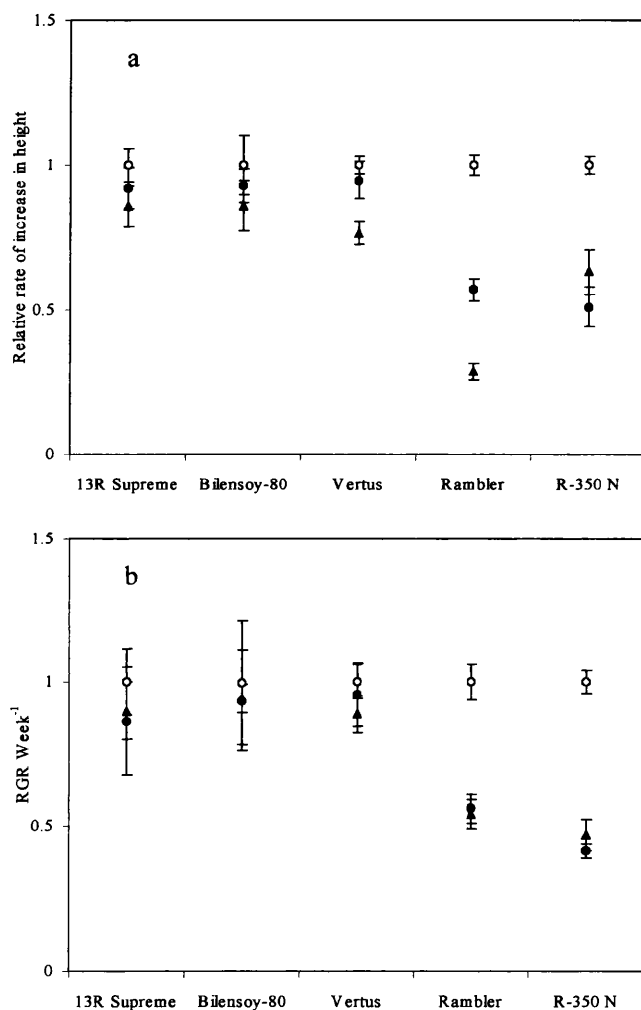 1.5
a
1
0.5
0
Relative rate of increase in height
13R Supreme Bilensoy-80 Vertus Rambler R-350 N
1.5
b
1
0.5
0
RGR Week⁻¹
13R Supreme Bilensoy-80 Vertus Rambler R-350 N